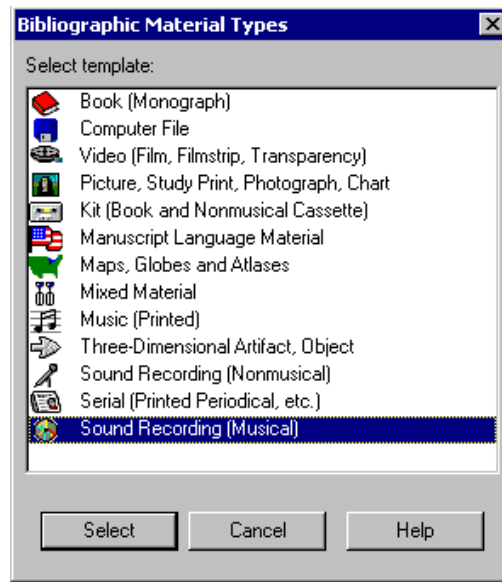 Bibliographic Material Types
Select template:
Book (Monograph)
Computer File
Video (Film, Filmstrip, Transparency)
Picture, Study Print, Photograph, Chart
Kit (Book and Nonmusical Cassette)
Manuscript Language Material
Maps, Globes and Atlases
Mixed Material
Music (Printed)
Three-Dimensional Artifact, Object
Sound Recording (Nonmusical)
Serial (Printed Periodical, etc.)
Sound Recording (Musical)
Select Cancel Help